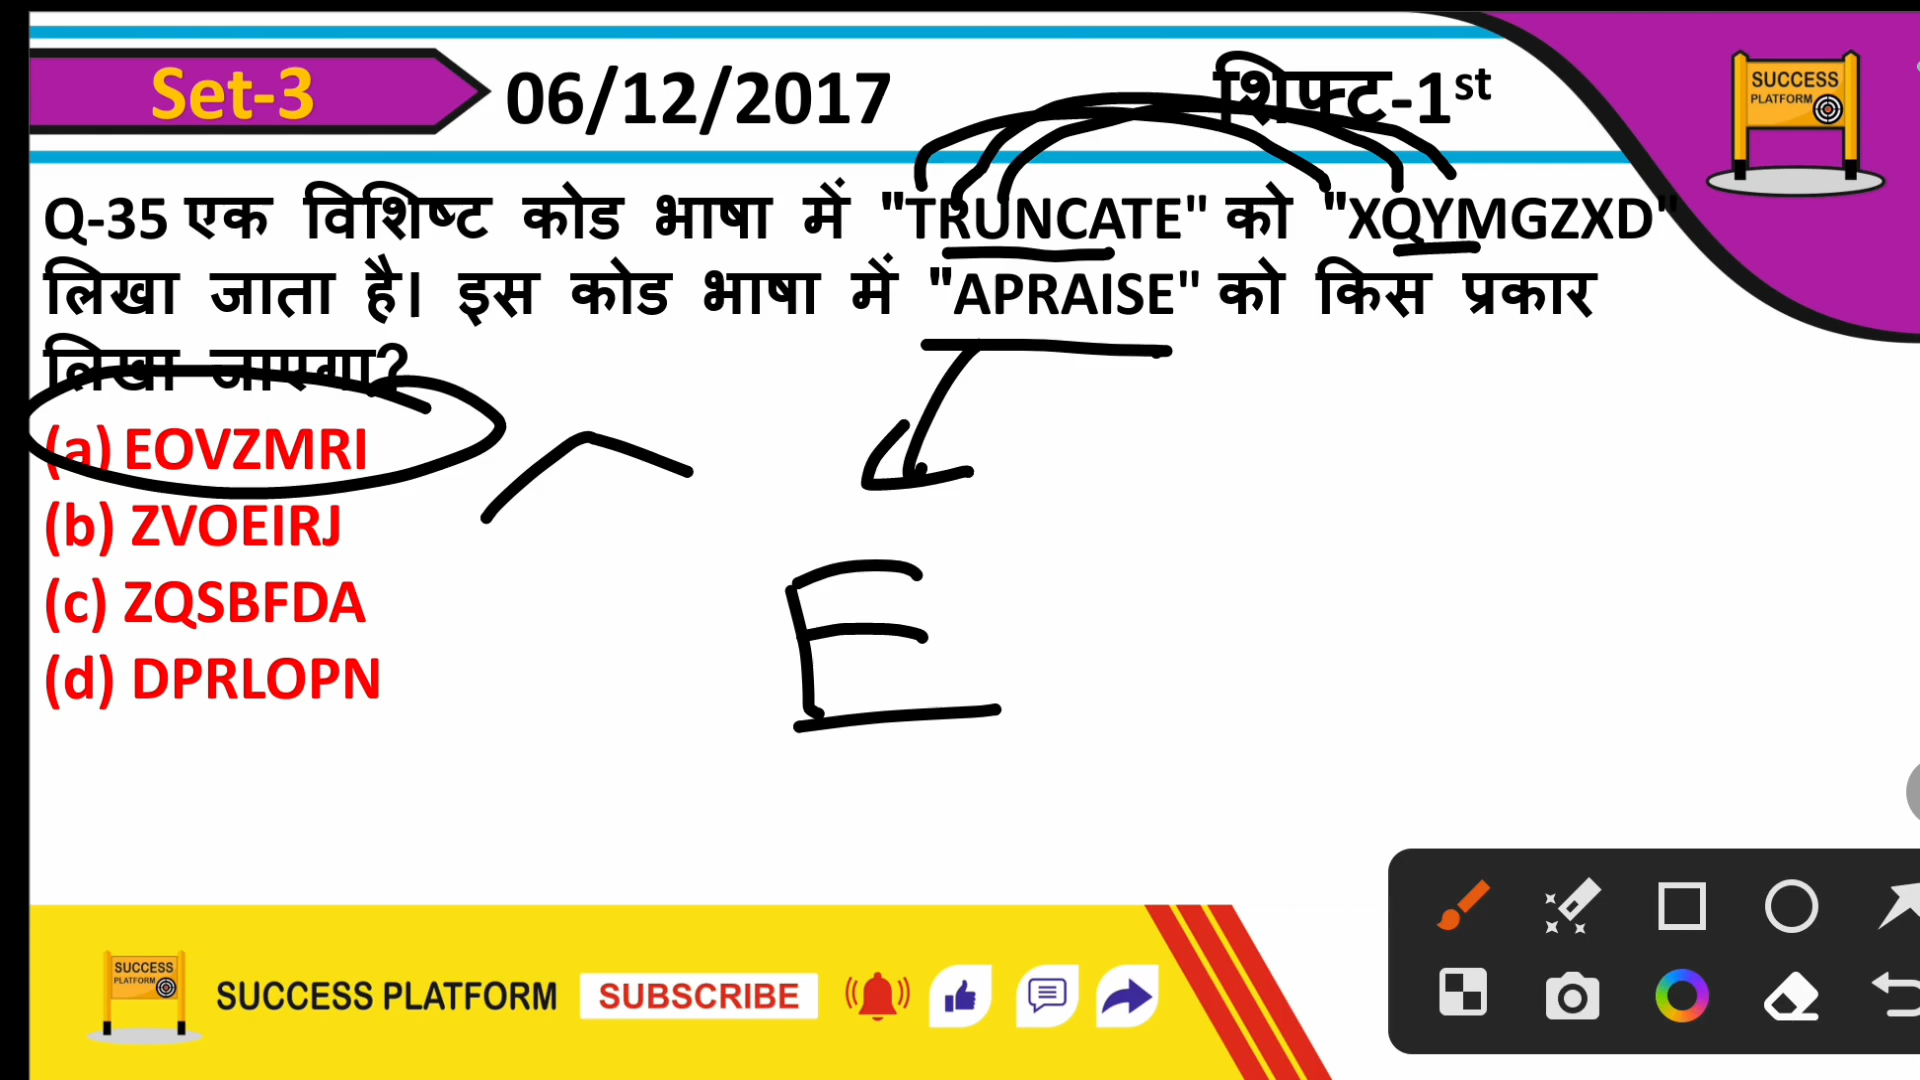 Set-3
06/12/2017
शिफ्ट-1st
SUCCESS
PLATFORM
Q-35 एक विशिष्ट कोड भाषा में "TRUNCATE" को "XQYMGZXD"
लिखा जाता है। इस कोड भाषा में "APRAISE" को किस प्रकार
लिखा जाएगा?
(a) EOVZMRI
(b) ZVOEIRJ
(c) ZQSBFDA
(d) DPRLOPN
E
SUCCESS
PLATFORM
SUCCESS PLATFORM
SUBSCRIBE